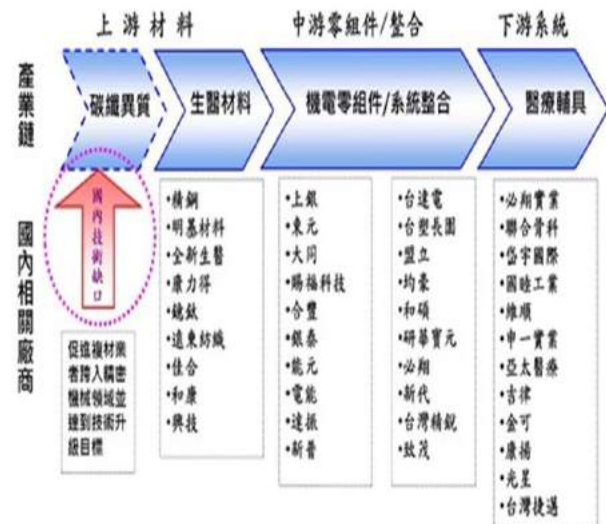 上游材料
中游零組件/整合
下游系統
產業鏈
碳纖異質
生醫材料
機電零組件/系統整合
醫療輔具
國內相關廠商
國內技術缺口
促進複材業
者跨入精密
機械領域並
達到技術升
級目標
•精鋼
•明基材料
•全新生醫
•康力得
•鐿鈦
•遠東紡織
•佳合
•和康
•興技
•上銀
•東元
•大同
•賜福科技
•合豐
•銀泰
•能元
•電能
•達振
•新普
•台達電
•台塑長園
•盟立
•均豪
•和碩
•研華寶元
•必翔
•新代
•台灣精銳
•致茂
•必翔實業
•聯合骨科
•岱宇國際
•國睦工業
•維順
•申一實業
•亞太醫療
•吉律
•金可
•康揚
•光星
•台灣捷邁